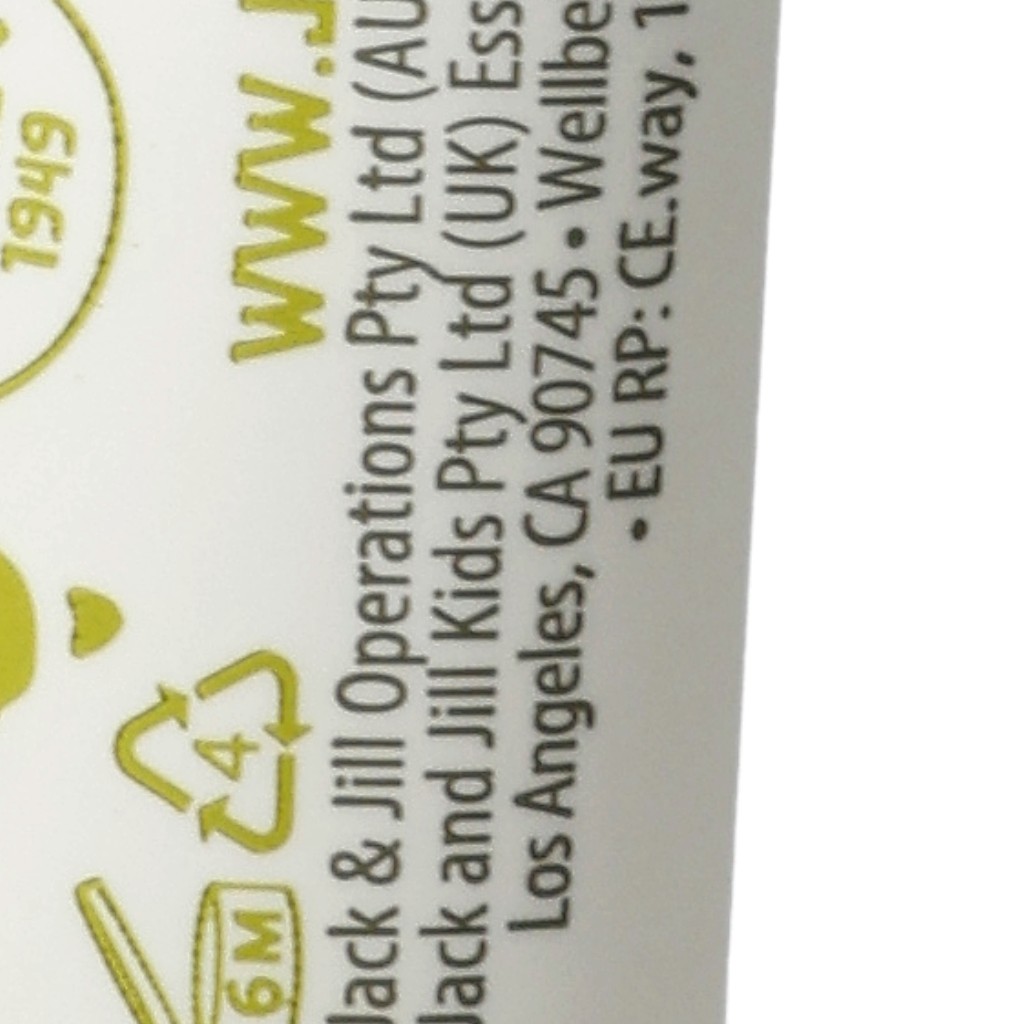 1949
4
6M
www.J
Jack & Jill Operations Pty Ltd (AU
Jack and Jill Kids Pty Ltd (UK) Ess
Los Angeles, CA 90745 • Wellbe
• EU RP: CE.way, 1